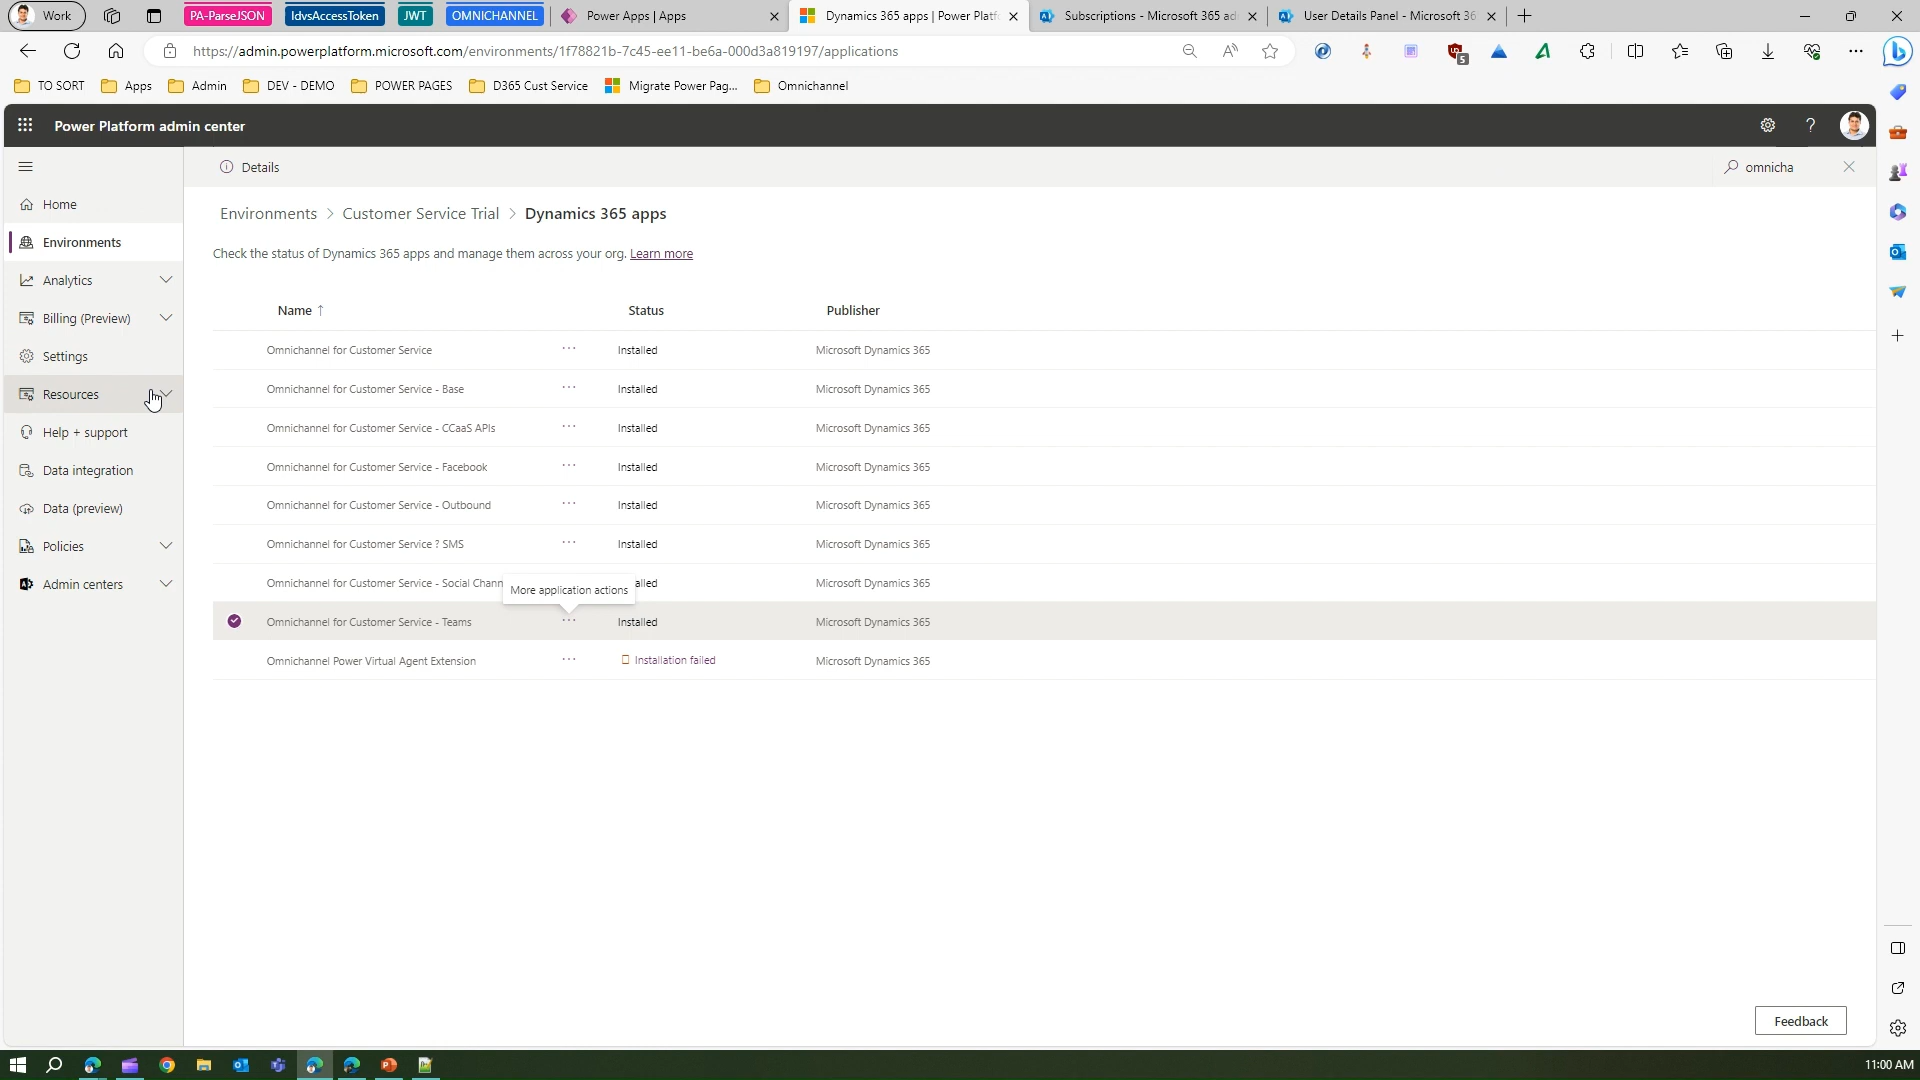 Work
PA-ParseJSON
IdvsAccessToken
JWT
OMNICHANNEL
Power Apps | Apps
Dynamics 365 apps | Power Platf
Subscriptions - Microsoft 365 ad
User Details Panel - Microsoft 36
https://admin.powerplatform.microsoft.com/environments/1f78821b-7c45-ee11-be6a-000d3a819197/applications
5
TO SORT
Apps
Admin
DEV - DEMO
POWER PAGES
D365 Cust Service
Migrate Power Pag...
Omnichannel
Power Platform admin center
Details
omnicha
Home
Environments
Analytics
Billing (Preview)
Settings
Resources
Help + support
Data integration
Data (preview)
Policies
Admin centers
Environments > Customer Service Trial > Dynamics 365 apps
Check the status of Dynamics 365 apps and manage them across your org. Learn more
Name ↑ Status Publisher
Omnichannel for Customer Service ... Installed Microsoft Dynamics 365
Omnichannel for Customer Service - Base ... Installed Microsoft Dynamics 365
Omnichannel for Customer Service - CCaaS APIs ... Installed Microsoft Dynamics 365
Omnichannel for Customer Service - Facebook ... Installed Microsoft Dynamics 365
Omnichannel for Customer Service - Outbound ... Installed Microsoft Dynamics 365
Omnichannel for Customer Service ? SMS ... Installed Microsoft Dynamics 365
Omnichannel for Customer Service - Social Chann alled Microsoft Dynamics 365
More application actions
Omnichannel for Customer Service - Teams ... Installed Microsoft Dynamics 365
Omnichannel Power Virtual Agent Extension ... Installation failed Microsoft Dynamics 365
Feedback
11:00 AM